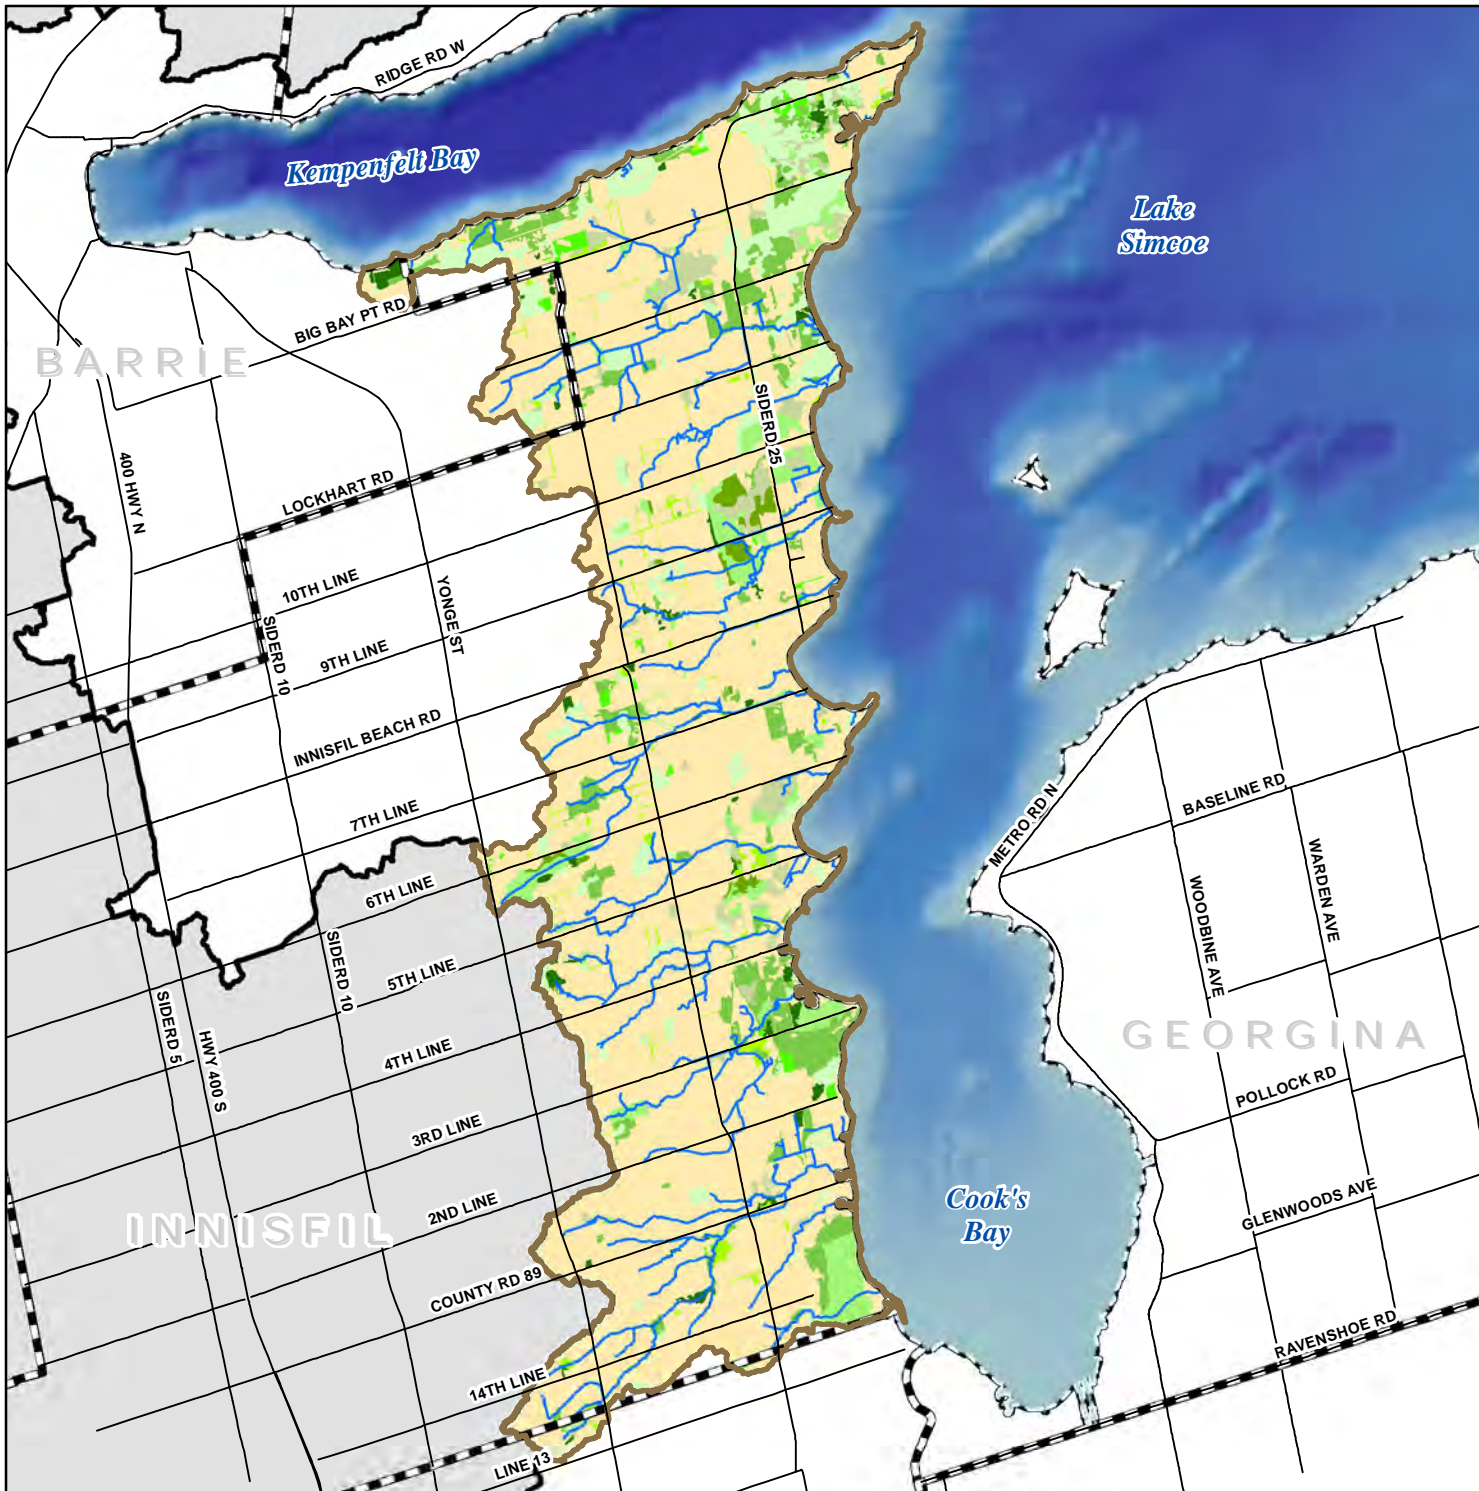 RIDGE RD W
Kempenfelt Bay
Lake
Simcoe
BIG BAY PT RD
BARRIE
SIDERD 25
400 HWY N
LOCKHART RD
10TH LINE
YONGE ST
SIDERD 10
9TH LINE
INNISFIL BEACH RD
7TH LINE
METRO RD N
BASELINE RD
WARDEN AVE
WOODBINE AVE
6TH LINE
SIDERD 10
5TH LINE
SIDERD 5
HWY 400 S
4TH LINE
GEORGINA
POLLOCK RD
3RD LINE
2ND LINE
INNISFIL
Cook's
Bay
GLENWOODS AVE
COUNTY RD 89
RAVENSHOE RD
14TH LINE
LINE 13